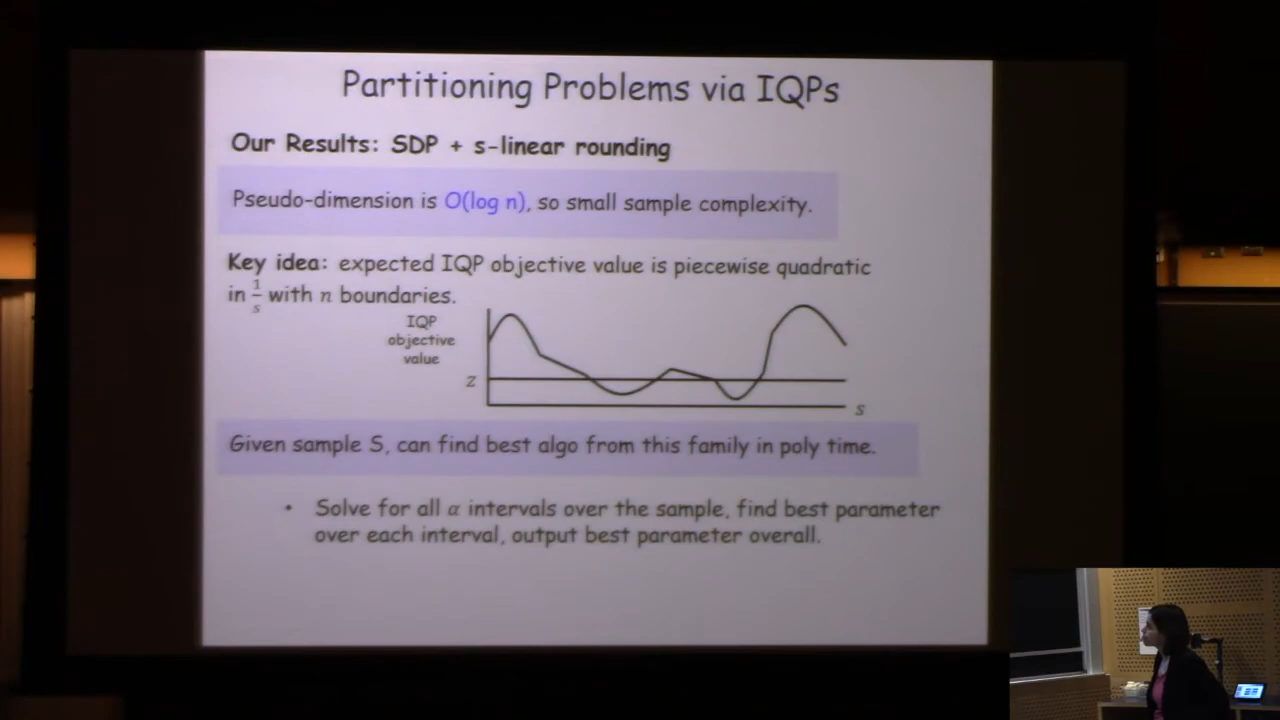 Partitioning Problems via IQPs
Our Results: SDP + s-linear rounding
Pseudo-dimension is O(log n), so small sample complexity.
Key idea: expected IQP objective value is piecewise quadratic
in 1/s with n boundaries.
IQP
objective
value
z
s
Given sample S, can find best algo from this family in poly time.
• Solve for all α intervals over the sample, find best parameter
over each interval, output best parameter overall.